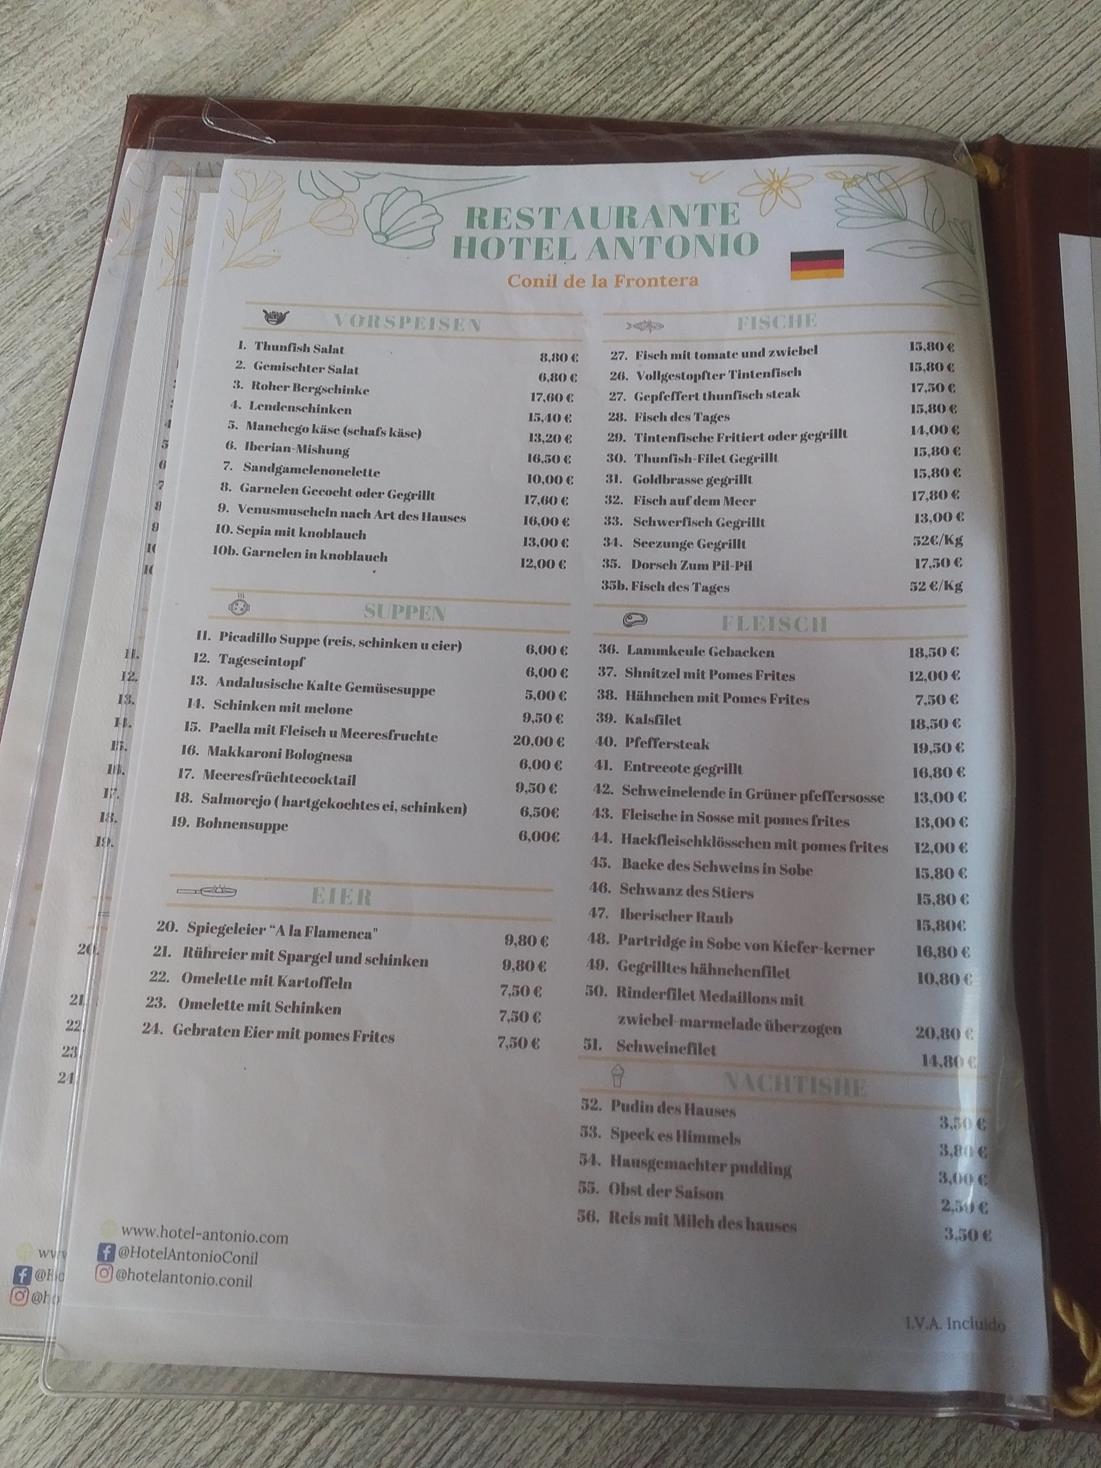 RESTAURANTE
HOTEL ANTONIO
Conil de la Frontera
VORSPEISEN
1. Thunfish Salat 8,80 €
2. Gemischter Salat 6,80 €
3. Roher Bergschinke 17,60 €
4. Lendenschinken 15,40 €
5. Manchego käse (schafs käse) 13,20 €
6. Iberian-Mishung 16,50 €
7. Sandgamelenonelette 10,00 €
8. Garnelen Gecocht oder Gegrillt 17,60 €
9. Venusmuscheln nach Art des Hauses 16,00 €
10. Sepia mit knoblauch 13,00 €
10b. Garnelen in knoblauch 12,00 €
SUPPEN
11. Picadillo Suppe (reis, schinken u eier) 6,00 €
12. Tageseintopf 6,00 €
13. Andalusische Kalte Gemüsesuppe 5,00 €
14. Schinken mit melone 9,50 €
15. Paella mit Fleisch u Meeresfruchte 20,00 €
16. Makkaroni Bolognesa 6,00 €
17. Meeresfrüchtecocktail 9,50 €
18. Salmorejo ( hartgekochtes ei, schinken) 6,50€
19. Bohnensuppe 6,00€
EIER
20. Spiegeleier "A la Flamenca" 9,80 €
21. Rühreier mit Spargel und schinken 9,80 €
22. Omelette mit Kartoffeln 7,50 €
23. Omelette mit Schinken 7,50 €
24. Gebraten Eier mit pomes Frites 7,50 €
www.hotel-antonio.com
@HotelAntonioConil
@hotelantonio.conil
FISCHE
27. Fisch mit tomate und zwiebel 15,80 €
26. Vollgestopfter Tintenfisch 15,80 €
27. Gepfeffert thunfisch steak 17,50 €
28. Fisch des Tages 15,80 €
29. Tintenfische Fritiert oder gegrillt 14,00 €
30. Thunfish-Filet Gegrillt 15,80 €
31. Goldbrasse gegrillt 15,80 €
32. Fisch auf dem Meer 17,80 €
33. Schwerfisch Gegrillt 13,00 €
34. Seezunge Gegrillt 52€/Kg
35. Dorsch Zum Pil-Pil 17,50 €
35b. Fisch des Tages 52 €/Kg
FLEISCH
36. Lammkeule Gebacken 18,50 €
37. Shnitzel mit Pomes Frites 12,00 €
38. Hähnchen mit Pomes Frites 7,50 €
39. Kalsfilet 18,50 €
40. Pfeffersteak 19,50 €
41. Entrecote gegrillt 16,80 €
42. Schweinelende in Grüner pfeffersosse 13,00 €
43. Fleische in Sosse mit pomes frites 13,00 €
44. Hackfleischklösschen mit pomes frites 12,00 €
45. Backe des Schweins in Sobe 15,80 €
46. Schwanz des Stiers 15,80 €
47. Iberischer Raub 15,80€
48. Partridge in Sobe von Kiefer-kerner 16,80 €
49. Gegrilltes hähnchenfilet 10,80 €
50. Rinderfilet Medaillons mit
zwiebel-marmelade überzogen 20,80 €
51. Schweinefilet 14,80 €
NACHTISHE
52. Pudin des Hauses 3,50 €
53. Speck es Himmels 3,80 €
54. Hausgemachter pudding 3,00 €
55. Obst der Saison 2,50 €
56. Reis mit Milch des hauses 3,50 €
I.V.A. Incluido